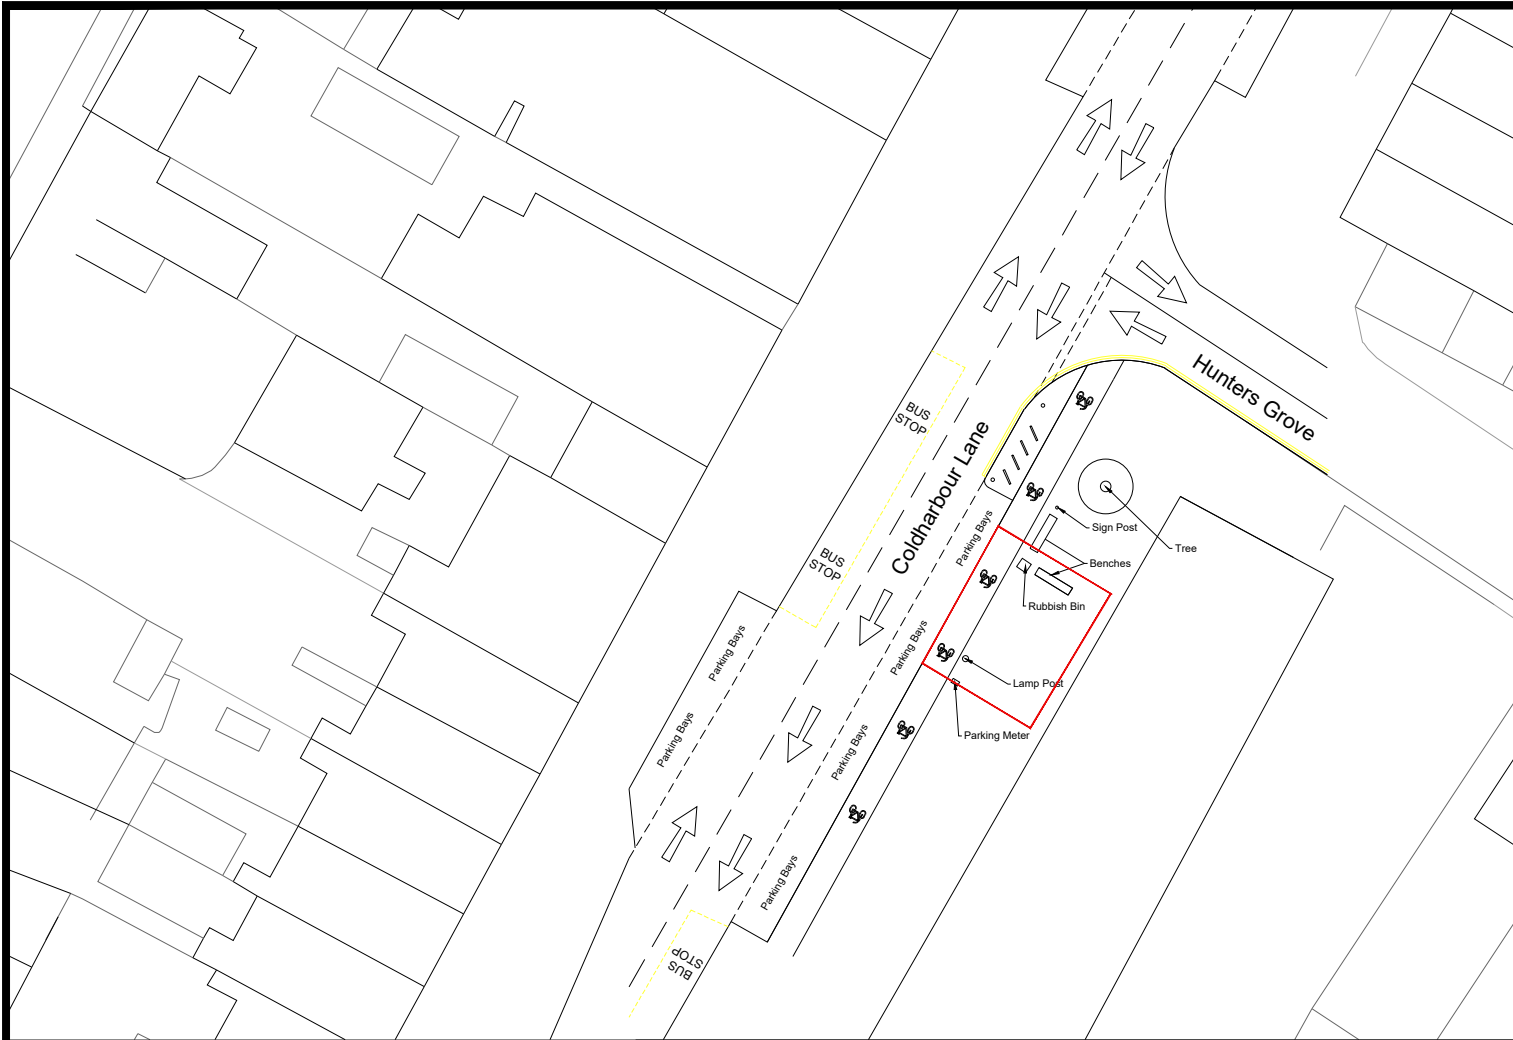 Hunters Grove
BUS
STOP
Coldharbour Lane
Parking Bays
Sign Post
Tree
BUS
STOP
Benches
Rubbish Bin
Parking Bays
Parking Bays
Lamp Post
Parking Bays
Parking Meter
Parking Bays
Parking Bays
BUS
STOP